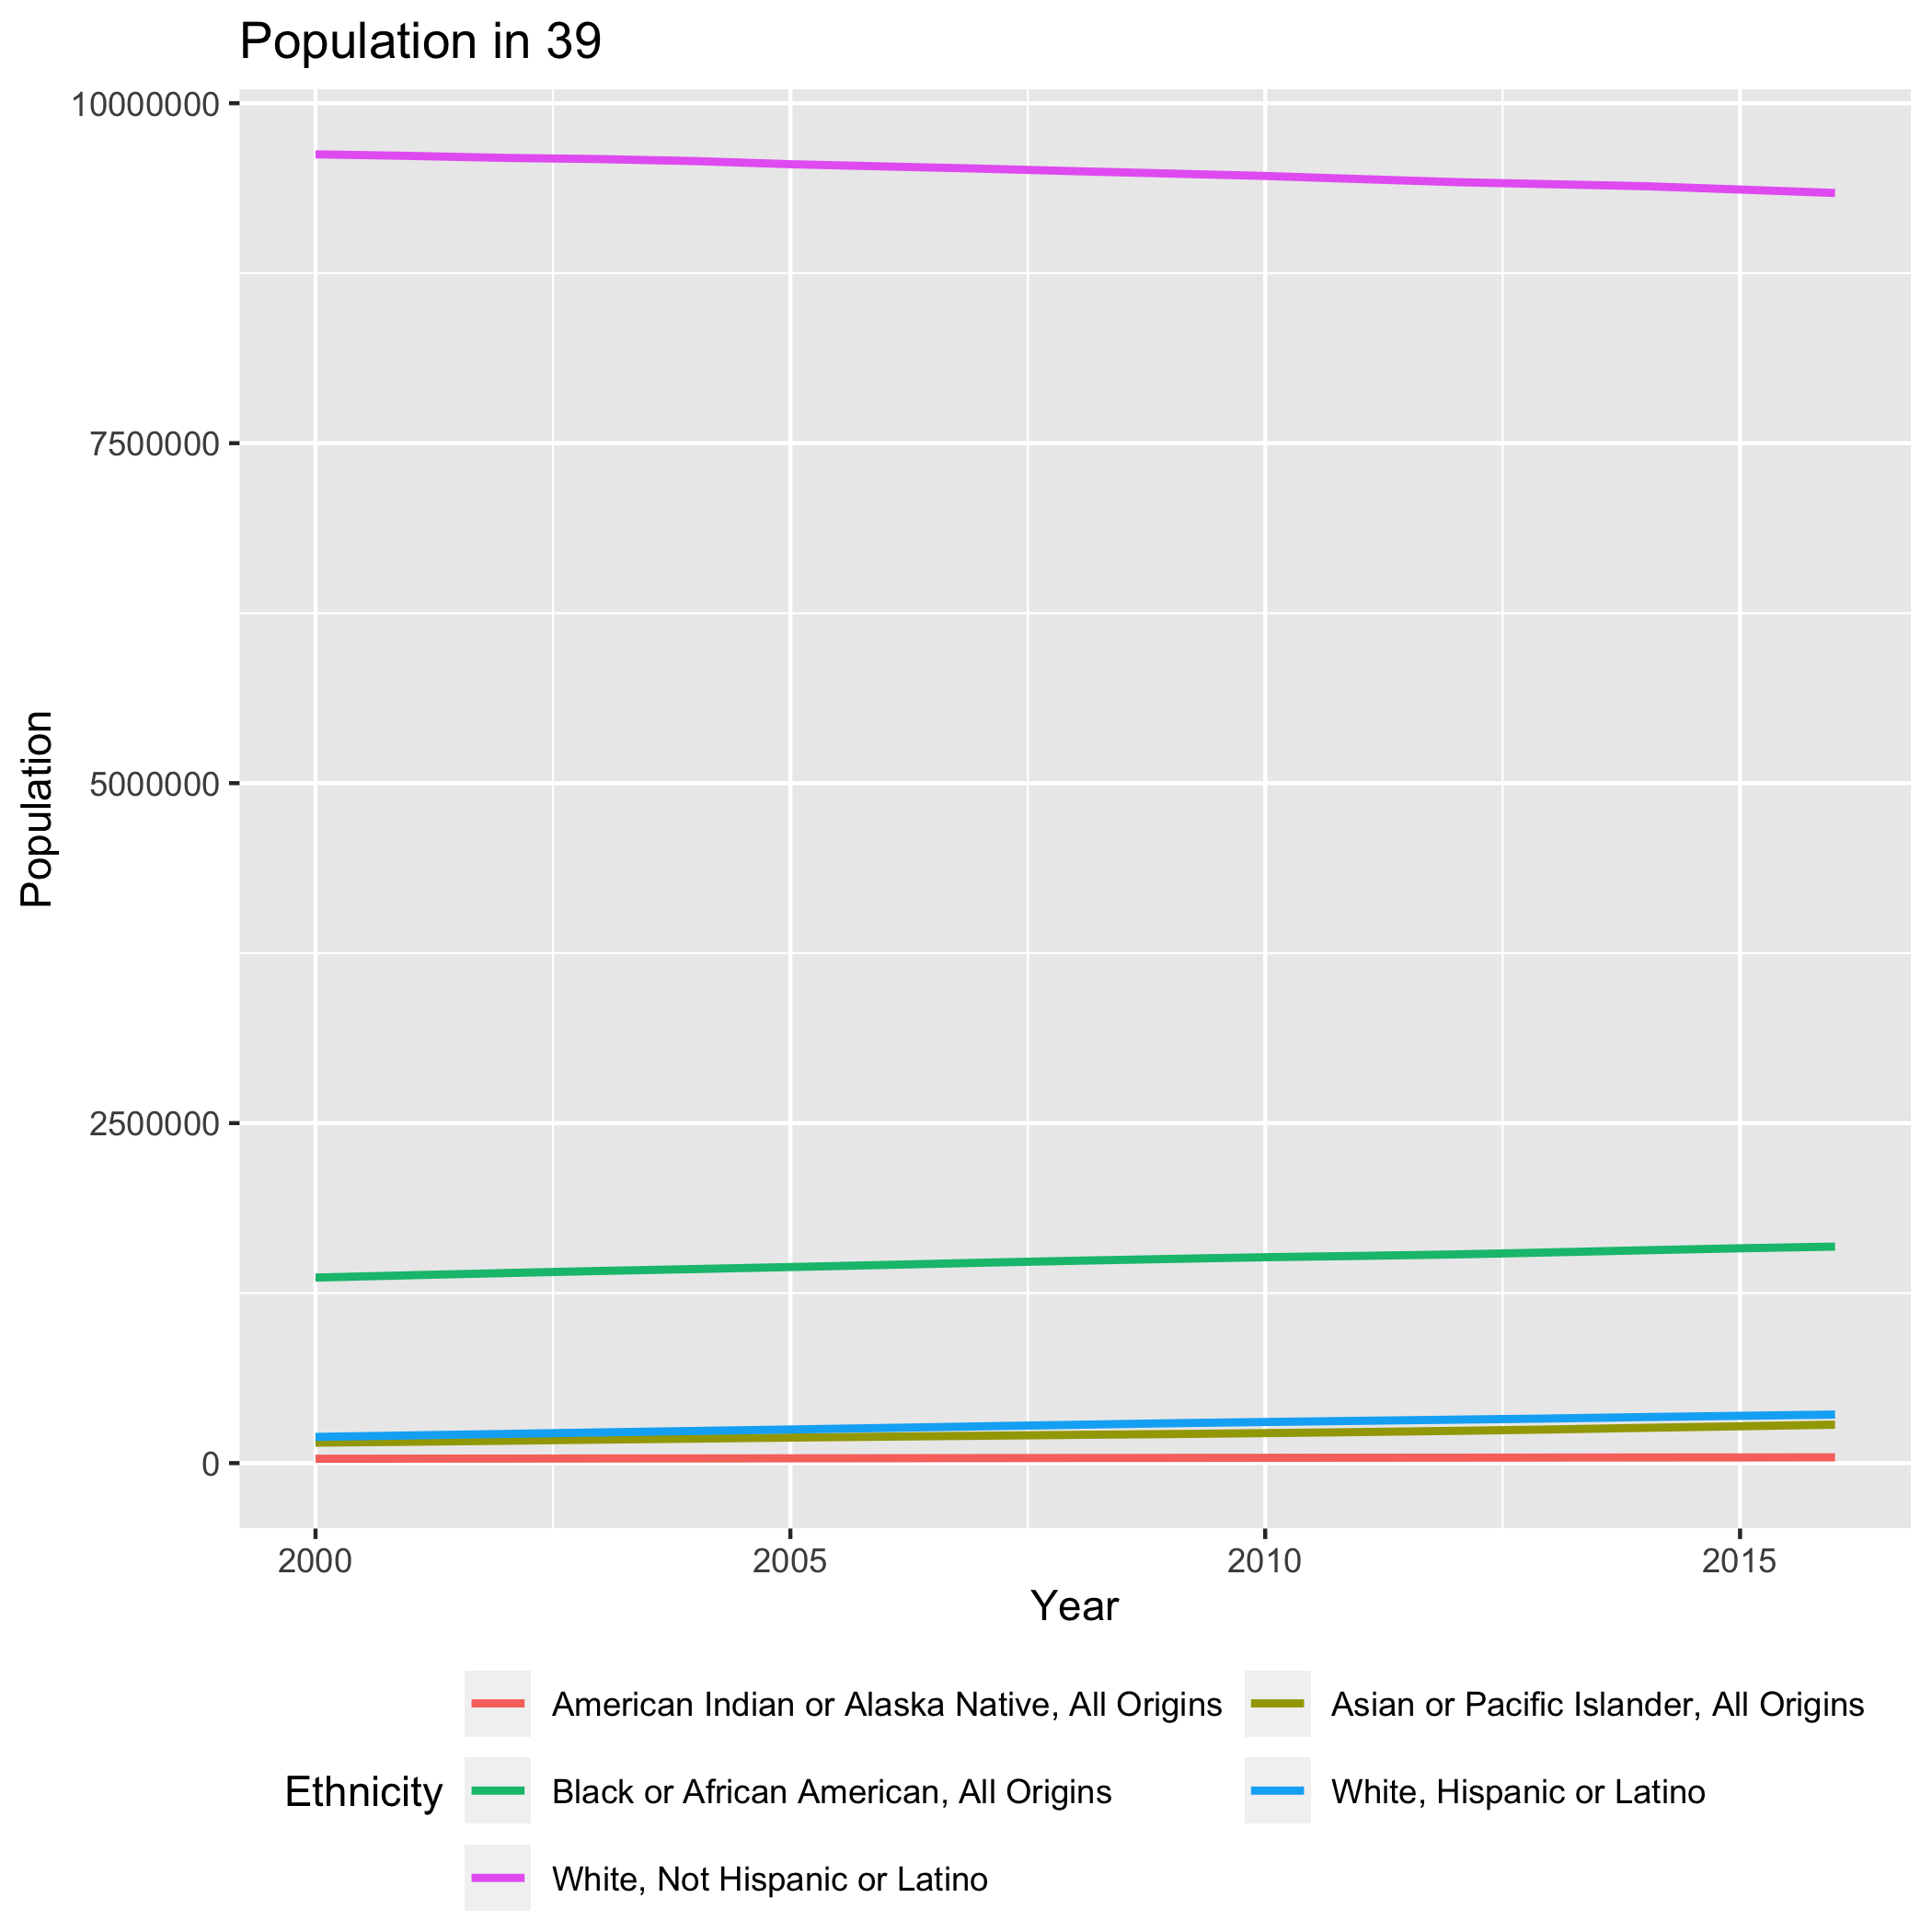 Population in 39
10000000
7500000
5000000
2500000
0
Population
2000 2005 2010 2015
Year
Ethnicity
American Indian or Alaska Native, All Origins
Asian or Pacific Islander, All Origins
Black or African American, All Origins
White, Hispanic or Latino
White, Not Hispanic or Latino